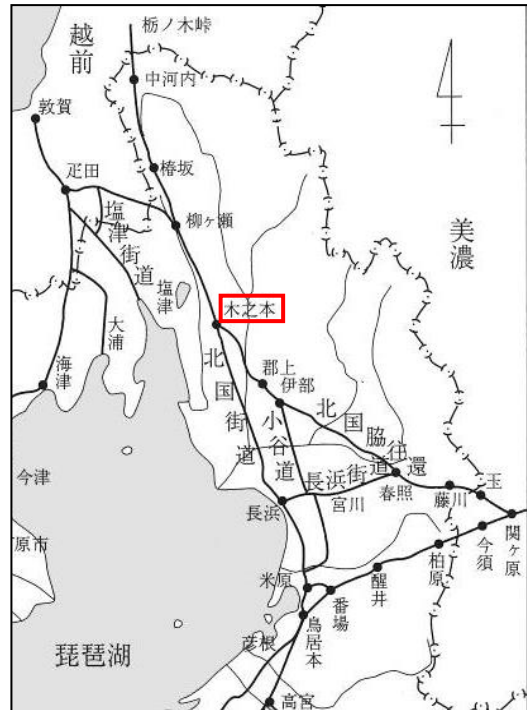 栃ノ木峠
越前
中河内
敦賀
椿坂
疋田
柳ヶ瀬
塩津街道
塩津
美濃
木之本
大浦
海津
北国街道
郡上
伊部
小谷道
北国脇往還
長浜街道
今津
長浜
宮川
春照
藤川
玉
関ヶ原
今須
柏原
醒井
番場
米原
鳥居本
彦根
原市
琵琶湖
高宮